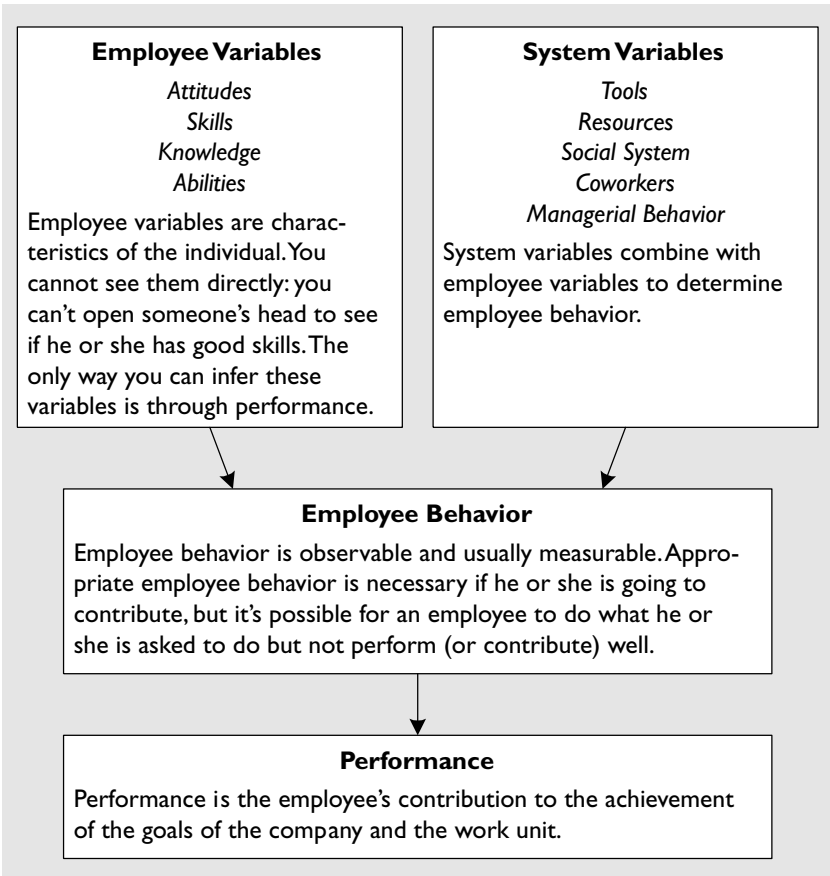 Employee Variables
Attitudes
Skills
Knowledge
Abilities
Employee variables are charac-
teristics of the individual. You
cannot see them directly: you
can't open someone's head to see
if he or she has good skills. The
only way you can infer these
variables is through performance.
System Variables
Tools
Resources
Social System
Coworkers
Managerial Behavior
System variables combine with
employee variables to determine
employee behavior.
Employee Behavior
Employee behavior is observable and usually measurable. Appro-
priate employee behavior is necessary if he or she is going to
contribute, but it's possible for an employee to do what he or
she is asked to do but not perform (or contribute) well.
Performance
Performance is the employee's contribution to the achievement
of the goals of the company and the work unit.